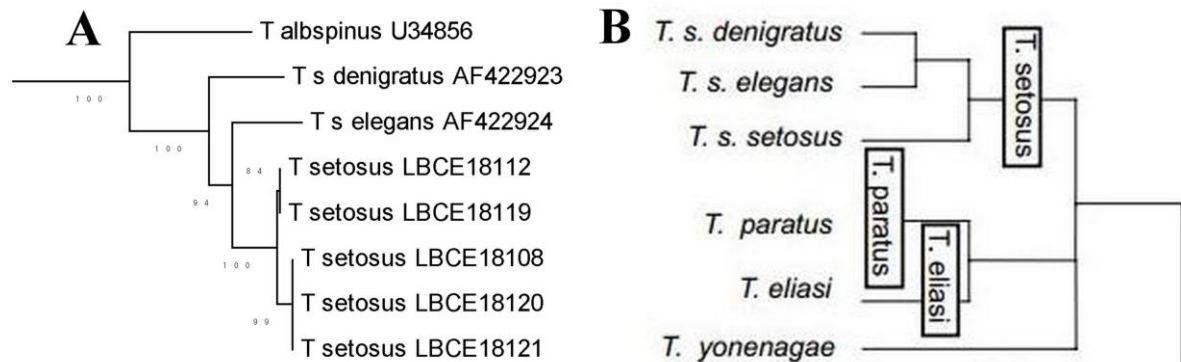 A
T albspinus U34856
T s denigratus AF422923
T s elegans AF422924
T setosus LBCE18112
T setosus LBCE18119
T setosus LBCE18108
T setosus LBCE18120
T setosus LBCE18121
100
100
94
84
100
99
B
T. s. denigratus
T. s. elegans
T. s. setosus
T. setosus
T. paratus
T. paratus
T. eliasi
T. eliasi
T. yonenagae